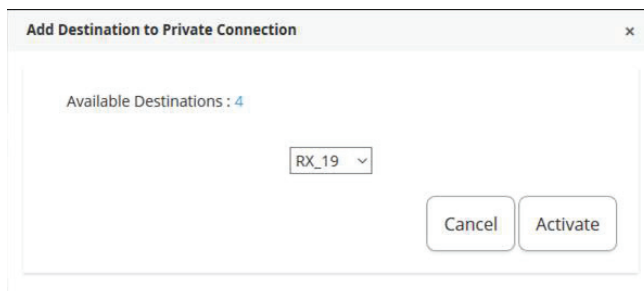 Add Destination to Private Connection ×
Available Destinations : 4
RX_19
Cancel Activate